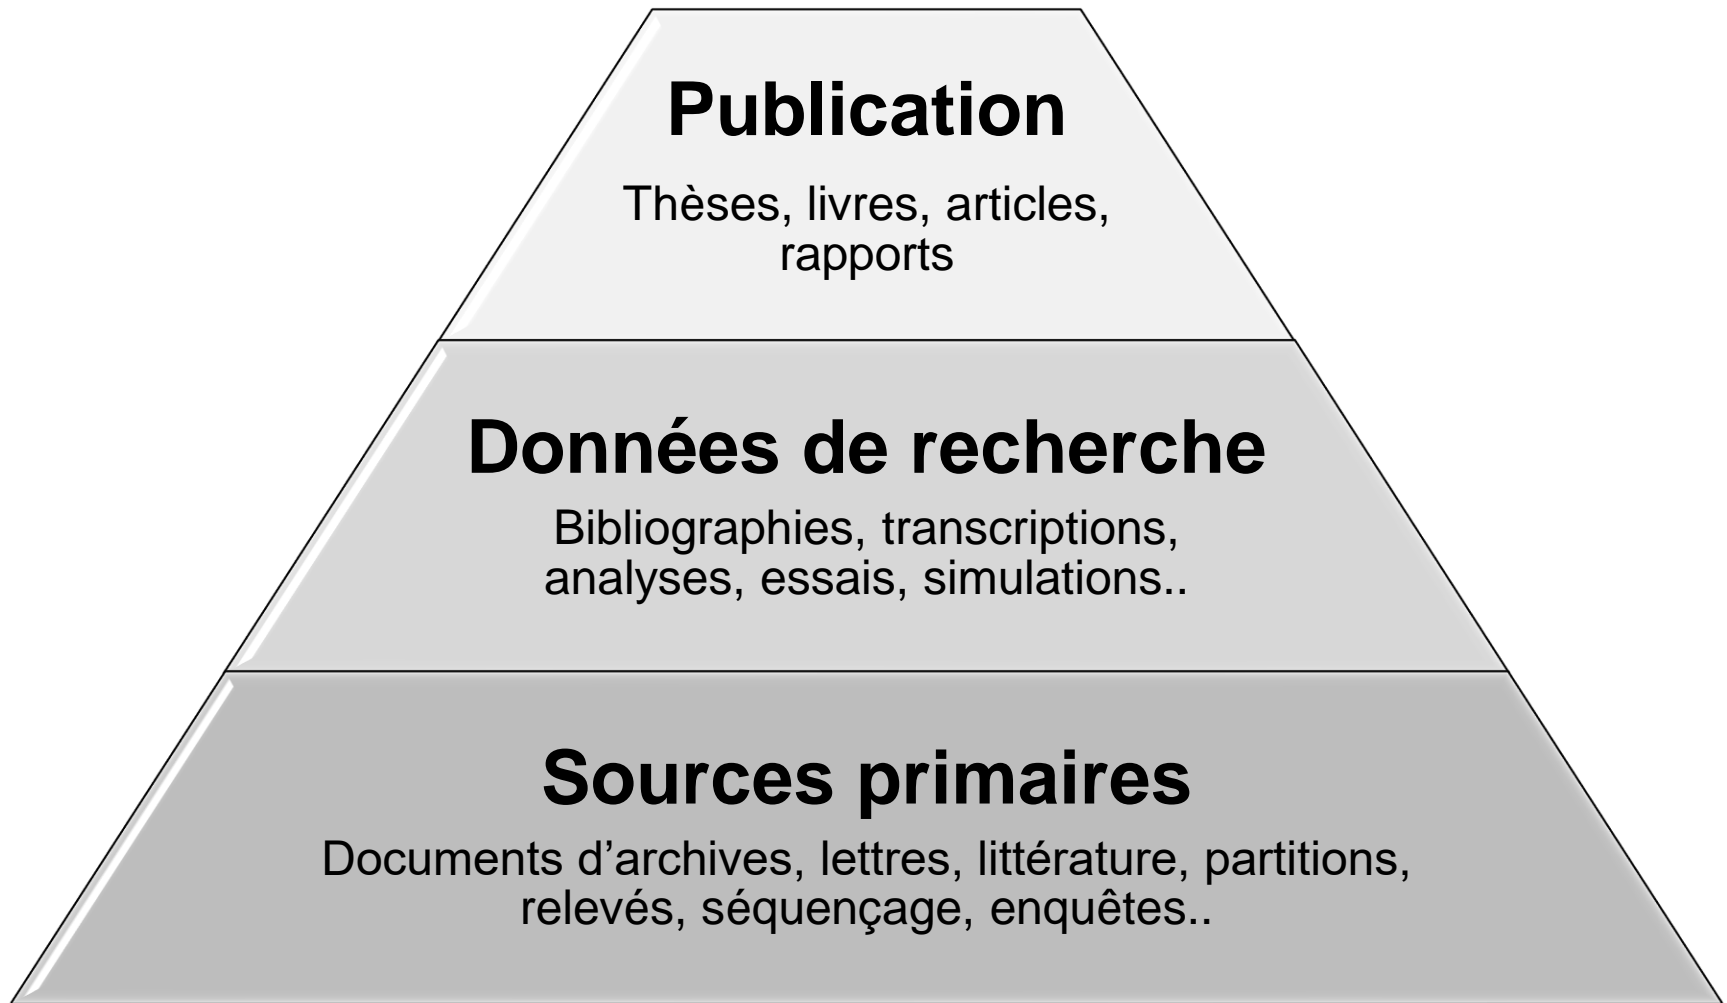 Publication
Thèses, livres, articles,
rapports
Données de recherche
Bibliographies, transcriptions,
analyses, essais, simulations..
Sources primaires
Documents d’archives, lettres, littérature, partitions,
relevés, séquençage, enquêtes..